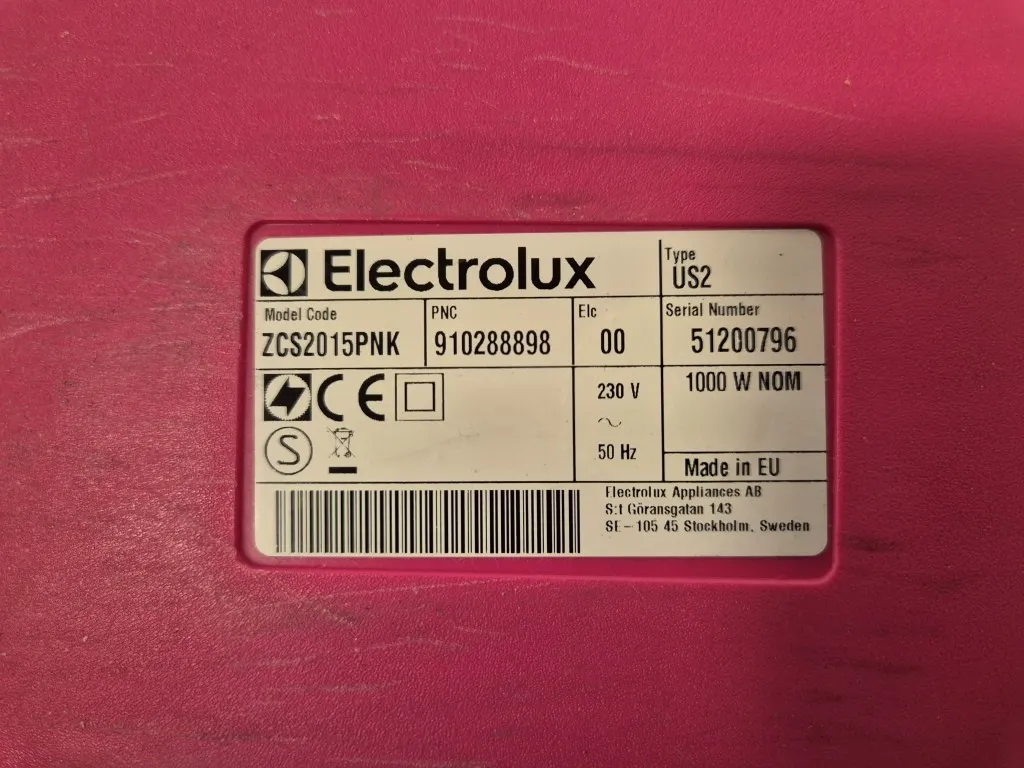 Electrolux
Type
US2
Model Code
ZCS2015PNK
PNC
910288898
Elc
00
Serial Number
51200796
CE
230 V
~
50 Hz
1000 W NOM
S
Made in EU
Electrolux Appliances AB
S:t Göransgatan 143
SE-105 45 Stockholm, Sweden